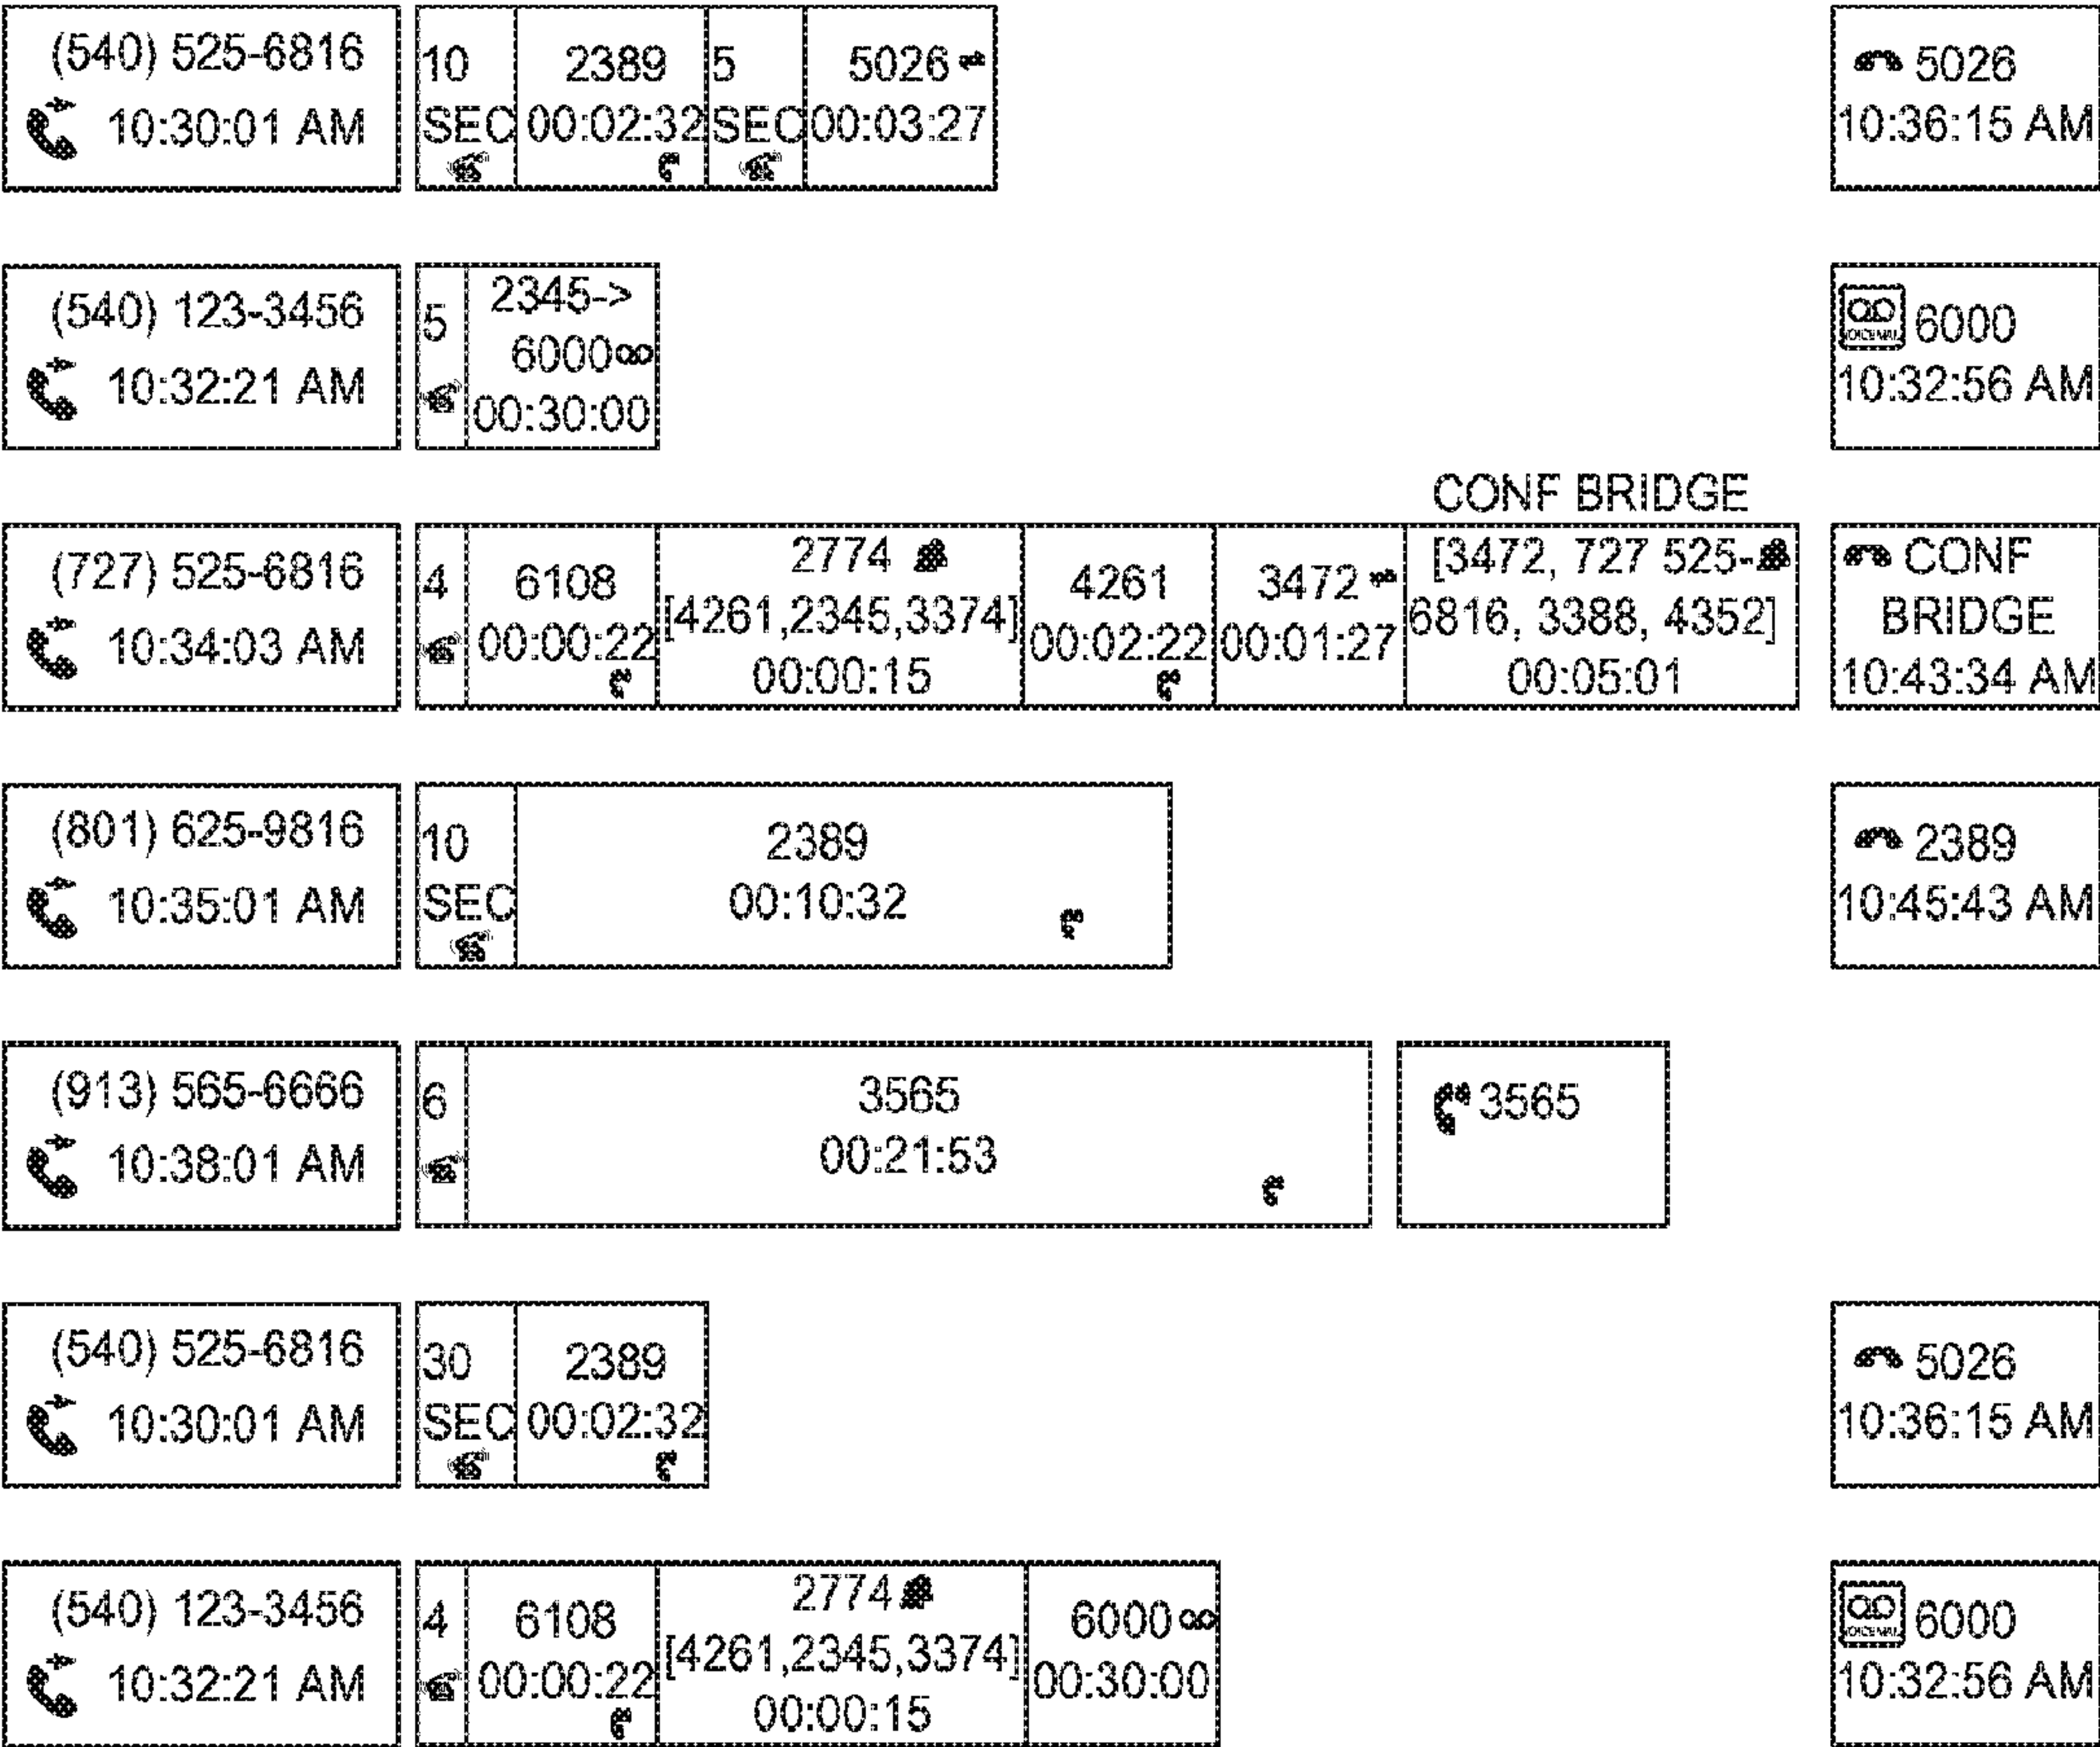 (540) 525-6816
10:30:01 AM
10
SEC
2389
00:02:32
5
SEC
5026
00:03:27
5026
10:36:15 AM
(540) 123-3456
10:32:21 AM
5
2345->
6000
00:30:00
6000
10:32:56 AM
CONF BRIDGE
(727) 525-6816
10:34:03 AM
4
6108
00:00:22
2774
[4261,2345,3374]
00:00:15
4261
00:02:22
3472
00:01:27
[3472, 727 525-
6816, 3388, 4352]
00:05:01
CONF
BRIDGE
10:43:34 AM
(801) 625-9816
10:35:01 AM
10
SEC
2389
00:10:32
2389
10:45:43 AM
(913) 565-6666
10:38:01 AM
6
3565
00:21:53
3565
(540) 525-6816
10:30:01 AM
30
SEC
2389
00:02:32
5026
10:36:15 AM
(540) 123-3456
10:32:21 AM
4
6108
00:00:22
2774
[4261,2345,3374]
00:00:15
6000
00:30:00
6000
10:32:56 AM